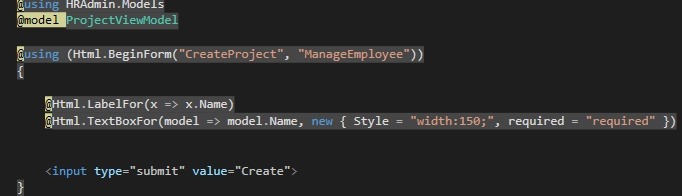 @using HRAdmin.Models
@model ProjectViewModel
@using (Html.BeginForm("CreateProject", "ManageEmployee"))
{
@Html.LabelFor(x => x.Name)
@Html.TextBoxFor(model => model.Name, new { Style = "width:150;", required = "required" })
<input type="submit" value="Create">
}